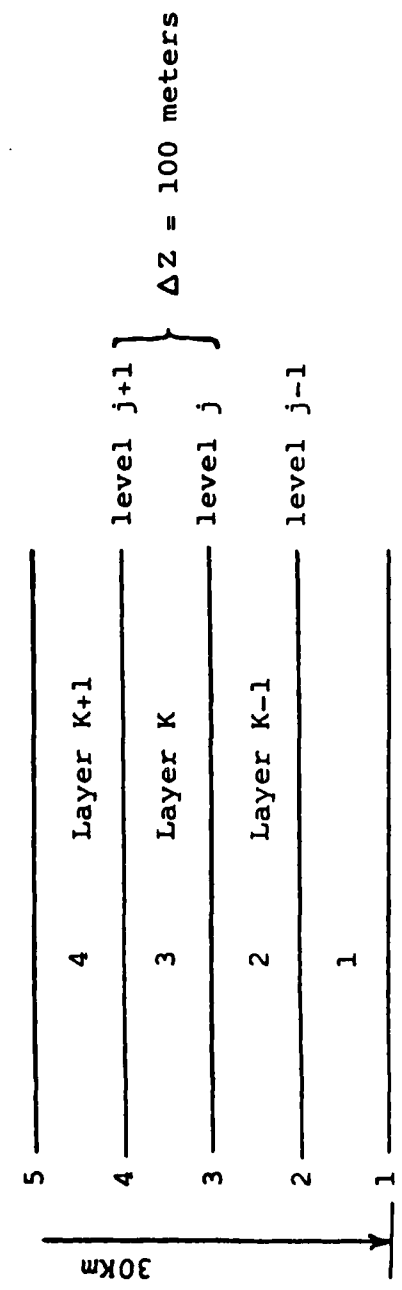 5
4 Layer K+1
4 level j+1
3 Layer K ΔZ = 100 meters
3 level j
2 Layer K-1
2 level j-1
1
1
30Km